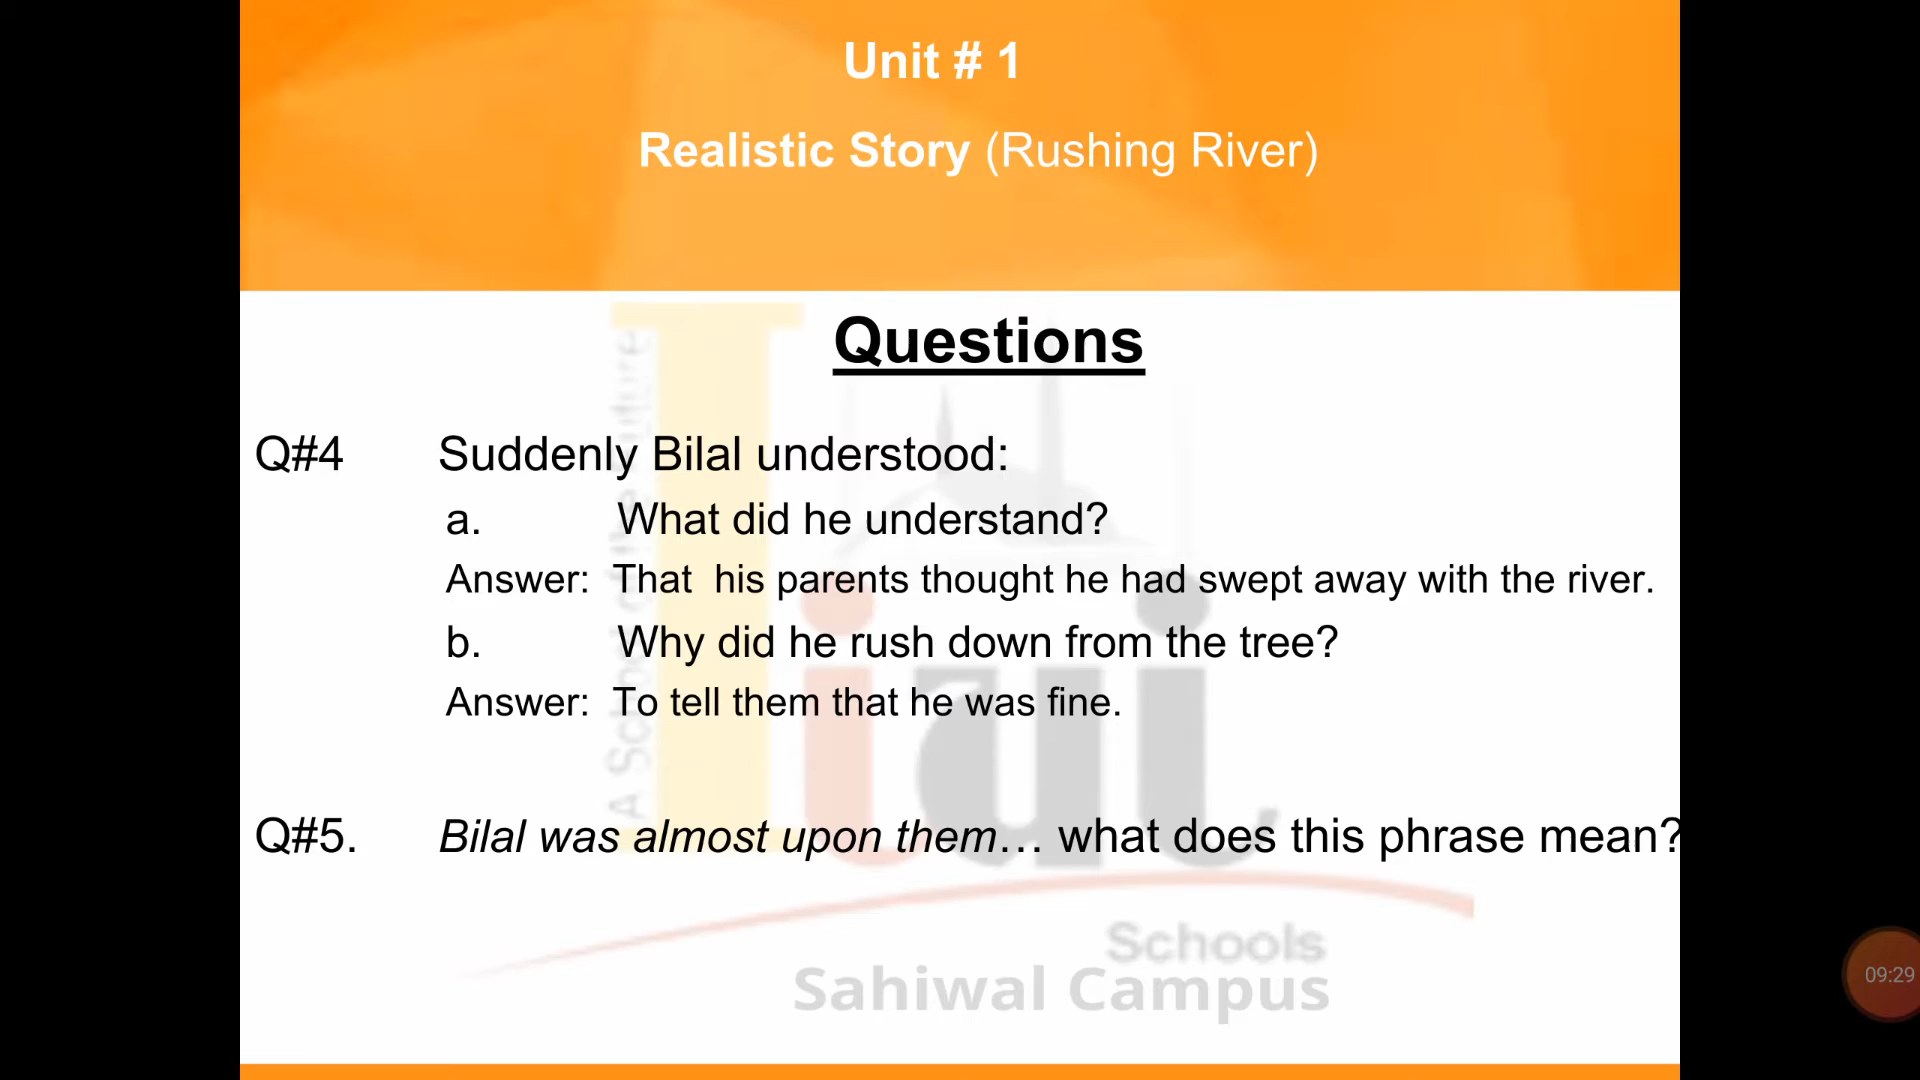 Unit # 1
Realistic Story (Rushing River)
Questions
Q#4 Suddenly Bilal understood:
a. What did he understand?
Answer: That his parents thought he had swept away with the river.
b. Why did he rush down from the tree?
Answer: To tell them that he was fine.
Q#5. Bilal was almost upon them... what does this phrase mean?
Schools
Sahiwal Campus
09:29